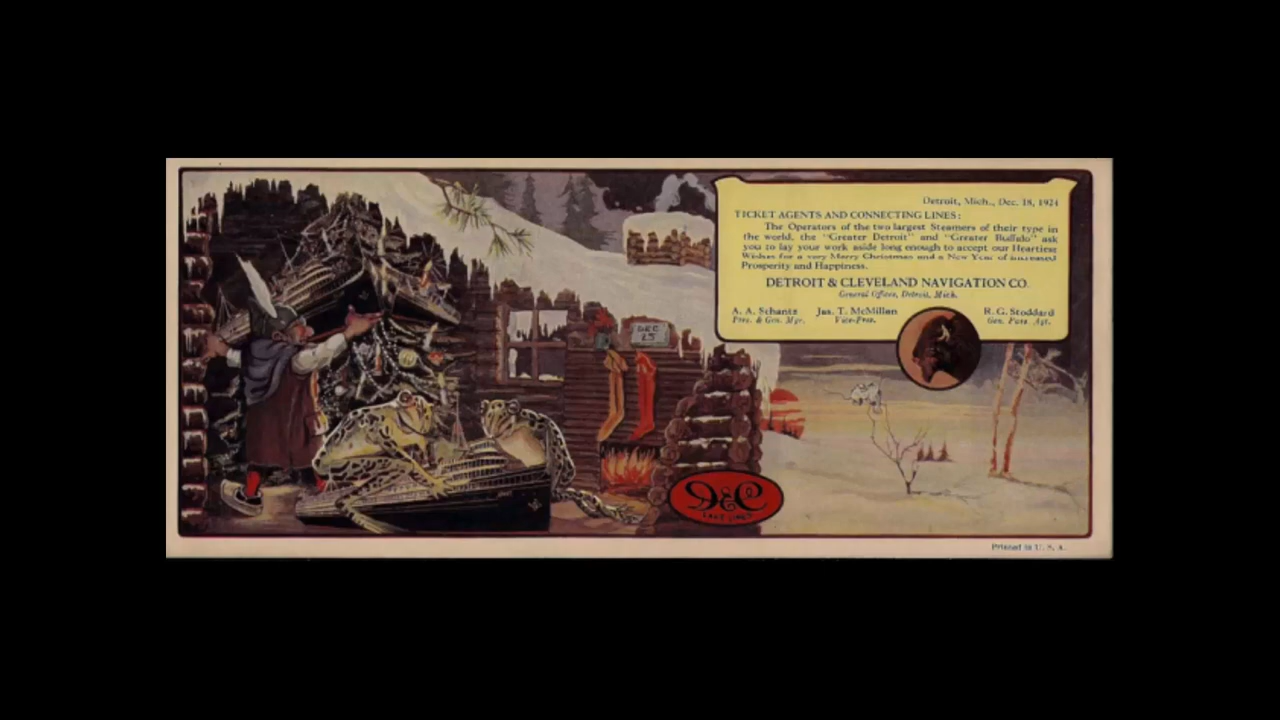 Detroit, Mich., Dec. 18, 1924
TICKET AGENTS AND CONNECTING LINES:
The Operators of the two largest Steamers of their type in
the world, the "Greater Detroit" and "Greater Buffalo" ask
you to lay your work aside long enough to accept our Heartiest
Wishes for a very Merry Christmas and a New Year of increased
Prosperity and Happiness.
DETROIT & CLEVELAND NAVIGATION CO.
General Offices, Detroit, Mich.
A. A. Schantz Jas. T. McMillan R. G. Stoddard
Pres. & Gen. Mgr. Vice-Pres. Gen. Pass. Agt.
DEC
25
D&C
LAKE LINES
Printed in U. S. A.